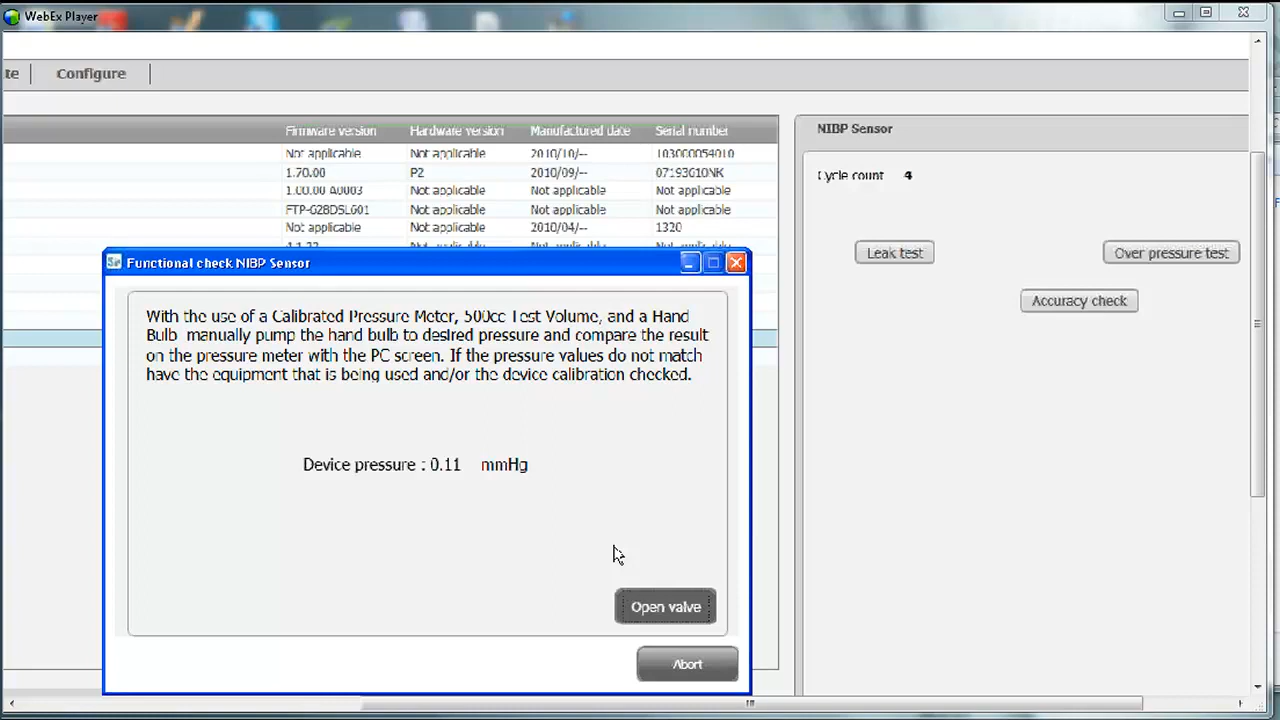 WebEx Player
te | Configure |
Firmware version Hardware version Manufactured date Serial number
Not applicable Not applicable 2010/10/-- 103000054010
1.70.00 P2 2010/09/-- 07193610NK
1.00.00 A0003 Not applicable Not applicable Not applicable
FTP-628DSL601 Not applicable Not applicable Not applicable
Not applicable Not applicable 2010/04/-- 1320
NIBP Sensor
Cycle count 4
Leak test
Over pressure test
Accuracy check
Functional check NIBP Sensor
With the use of a Calibrated Pressure Meter, 500cc Test Volume, and a Hand
Bulb manually pump the hand bulb to desired pressure and compare the result
on the pressure meter with the PC screen. If the pressure values do not match
have the equipment that is being used and/or the device calibration checked.
Device pressure : 0.11 mmHg
Open valve
Abort